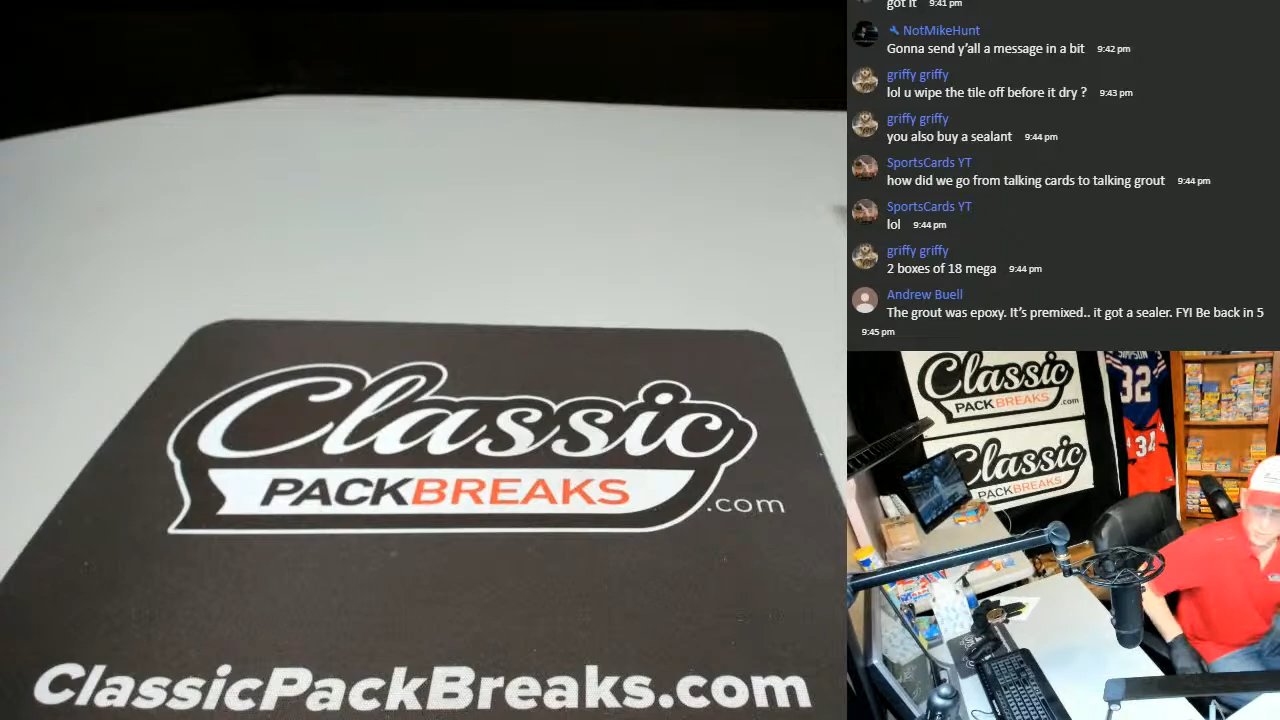 got it 9:41 pm
NotMikeHunt
Gonna send y'all a message in a bit 9:42 pm
griffy griffy
lol u wipe the tile off before it dry ? 9:43 pm
griffy griffy
you also buy a sealant 9:44 pm
SportsCards YT
how did we go from talking cards to talking grout 9:44 pm
SportsCards YT
lol 9:44 pm
griffy griffy
2 boxes of 18 mega 9:44 pm
Andrew Buell
The grout was epoxy. It's premixed.. it got a sealer. FYI Be back in 5
9:45 pm
Classic
PACKBREAKS
.com
ClassicPackBreaks.com
Classic
PACKBREAKS
.com
Classic
PACKBREAKS
SIMPSON
32
34